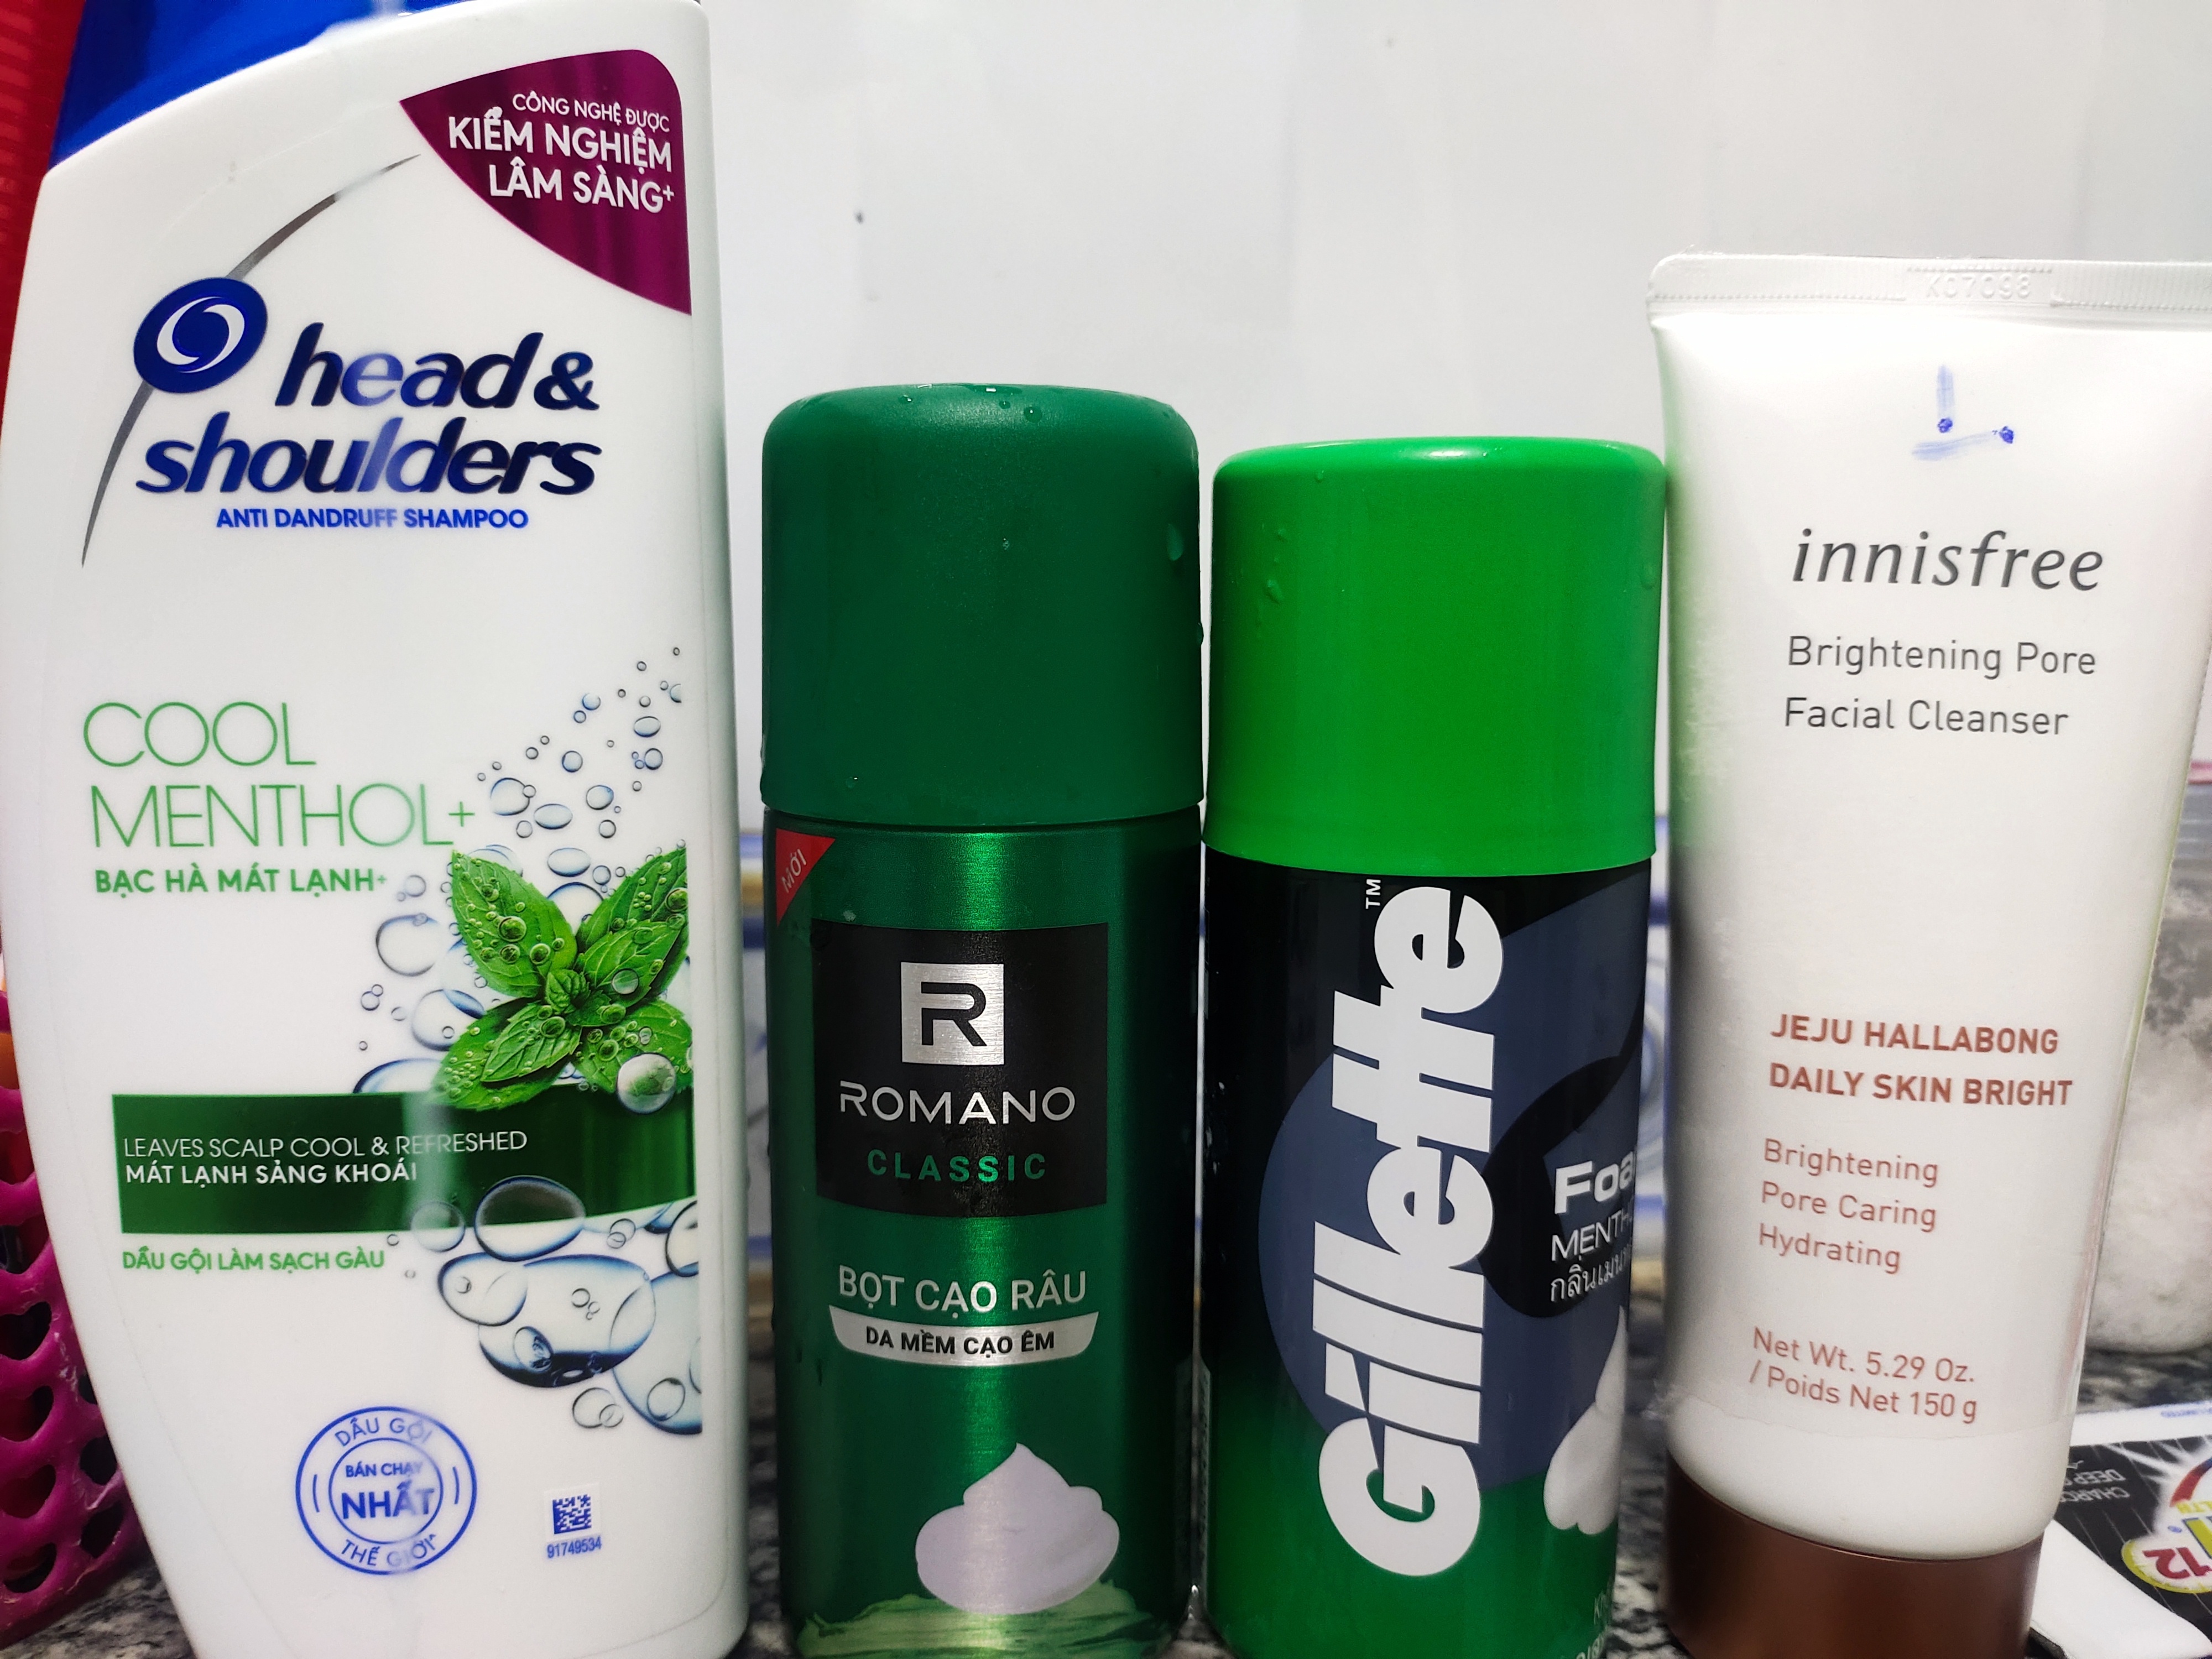 CÔNG NGHỆ ĐƯỢC
KIỂM NGHIỆM
LÂM SÀNG+
head &
shoulders
ANTI DANDRUFF SHAMPOO
COOL
MENTHOL+
BẠC HÀ MÁT LẠNH+
LEAVES SCALP COOL & REFRESHED
MÁT LẠNH SẢNG KHOÁI
DẦU GỘI LÀM SẠCH GÀU
DẦU GỘI
BÁN CHẠY
NHẤT
THẾ GIỚI*
91749534
MỚI
R
ROMANO
CLASSIC
BỌT CẠO RÂU
DA MỀM CẠO ÊM
Gillette™
K07098
innisfree
Brightening Pore
Facial Cleanser
JEJU HALLABONG
DAILY SKIN BRIGHT
Brightening
Pore Caring
Hydrating
Net Wt. 5.29 Oz.
/ Poids Net 150 g
12